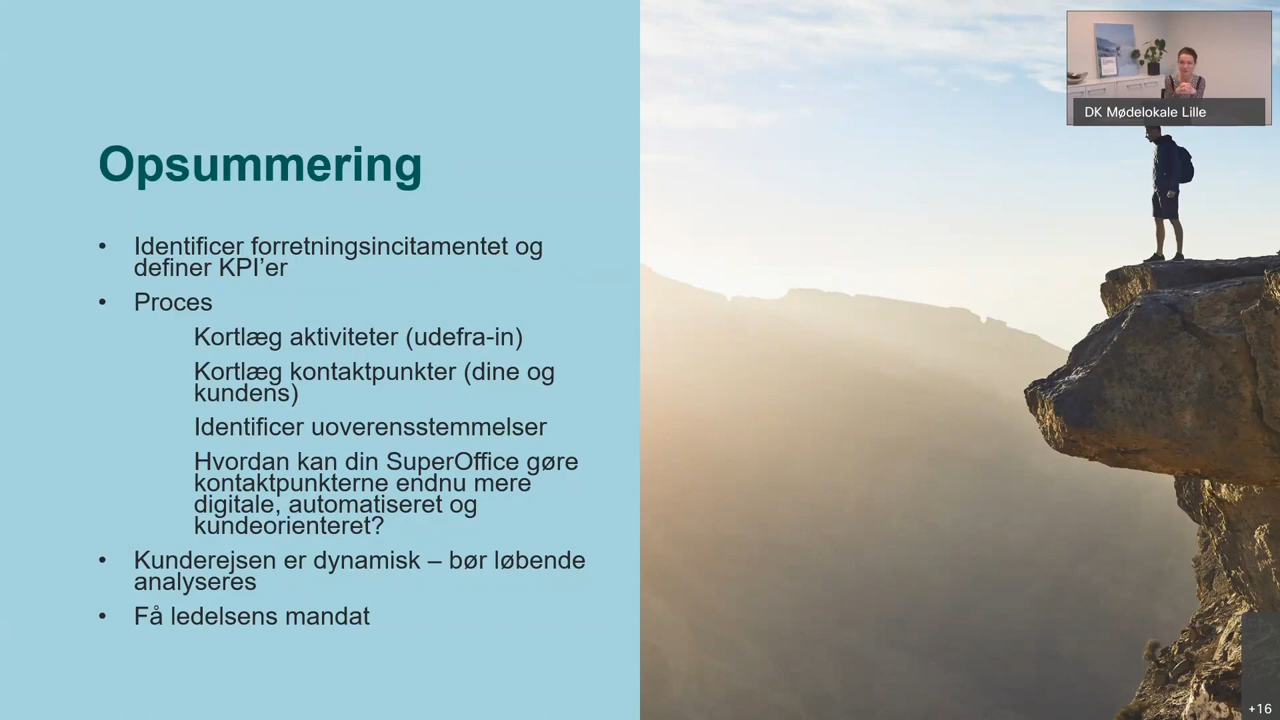 DK Mødelokale Lille
Opsummering
• Identificer forretningsincitamentet og
definer KPI’er
• Proces
Kortlæg aktiviteter (udefra-in)
Kortlæg kontaktpunkter (dine og
kundens)
Identificer uoverensstemmelser
Hvordan kan din SuperOffice gøre
kontaktpunkterne endnu mere
digitale, automatiseret og
kundeorienteret?
• Kunderejsen er dynamisk – bør løbende
analyseres
• Få ledelsens mandat
+16